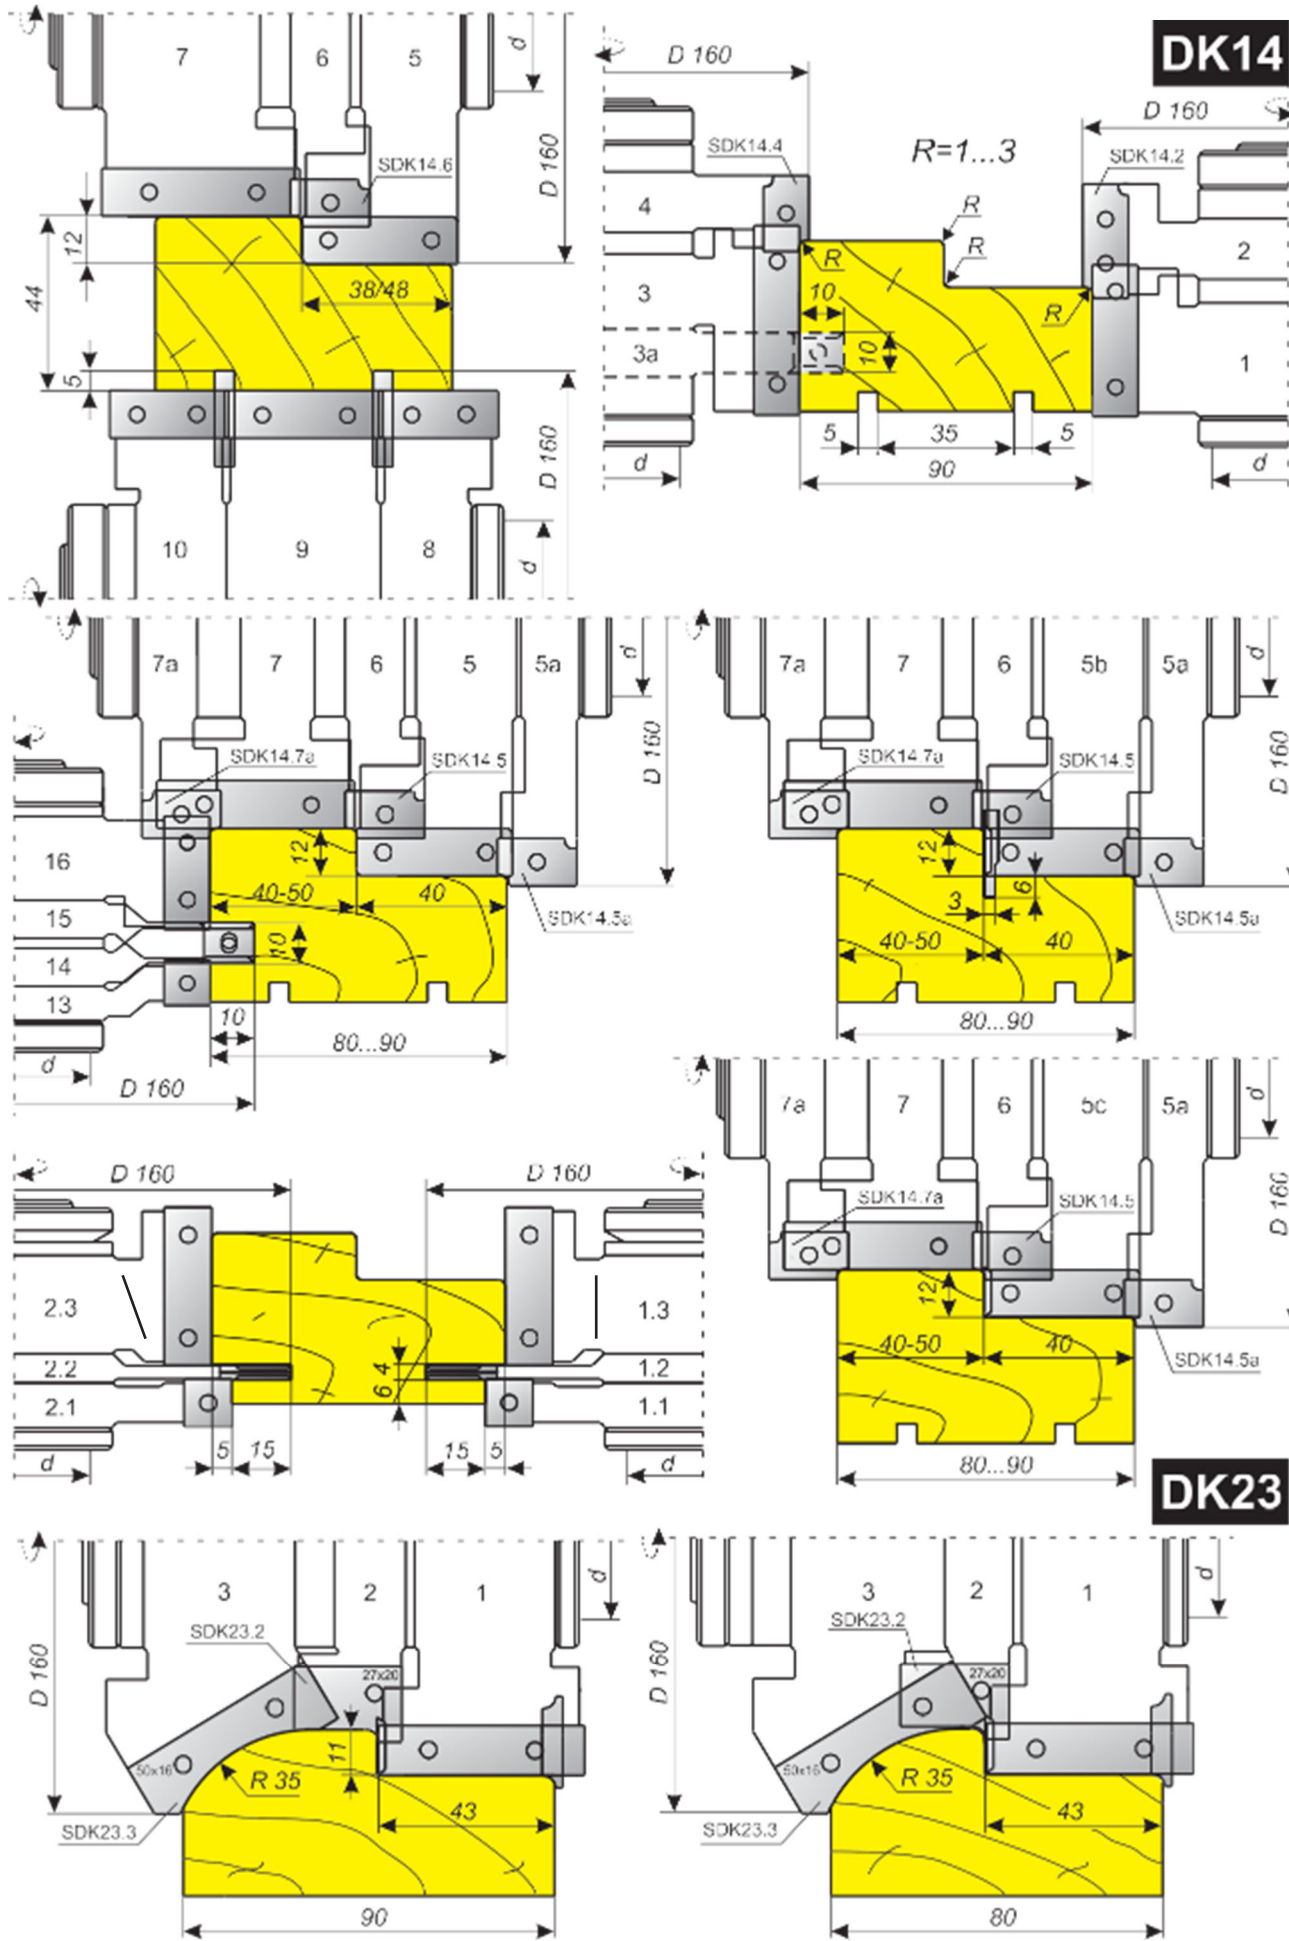 DK14
7
6
5
d
D 160
SDK14.6
12
44
38/48
5
D 160
10
9
8
d
D 160
D 160
SDK14.4
R=1...3
SDK14.2
4
R
R
R
2
3
10
R
3a
10
1
5
35
5
d
90
d
7a
7
6
5
5a
d
SDK14.7a
SDK14.5
D 160
16
12
40-50
40
15
10
SDK14.5a
14
13
10
80...90
d
D 160
7a
7
6
5b
5a
d
SDK14.7a
SDK14.5
D 160
12
6
3
40-50
40
SDK14.5a
80...90
D 160
D 160
2.3
1.3
2.2
4
1.2
2.1
6
1.1
5
15
15
5
d
d
7a
7
6
5c
5a
d
SDK14.7a
SDK14.5
D 160
12
40-50
40
SDK14.5a
80...90
DK23
3
2
1
d
SDK23.2
D 160
27x20
11
50x16
R 35
43
SDK23.3
90
3
2
1
d
SDK23.2
D 160
27x20
50x16
R 35
43
SDK23.3
80